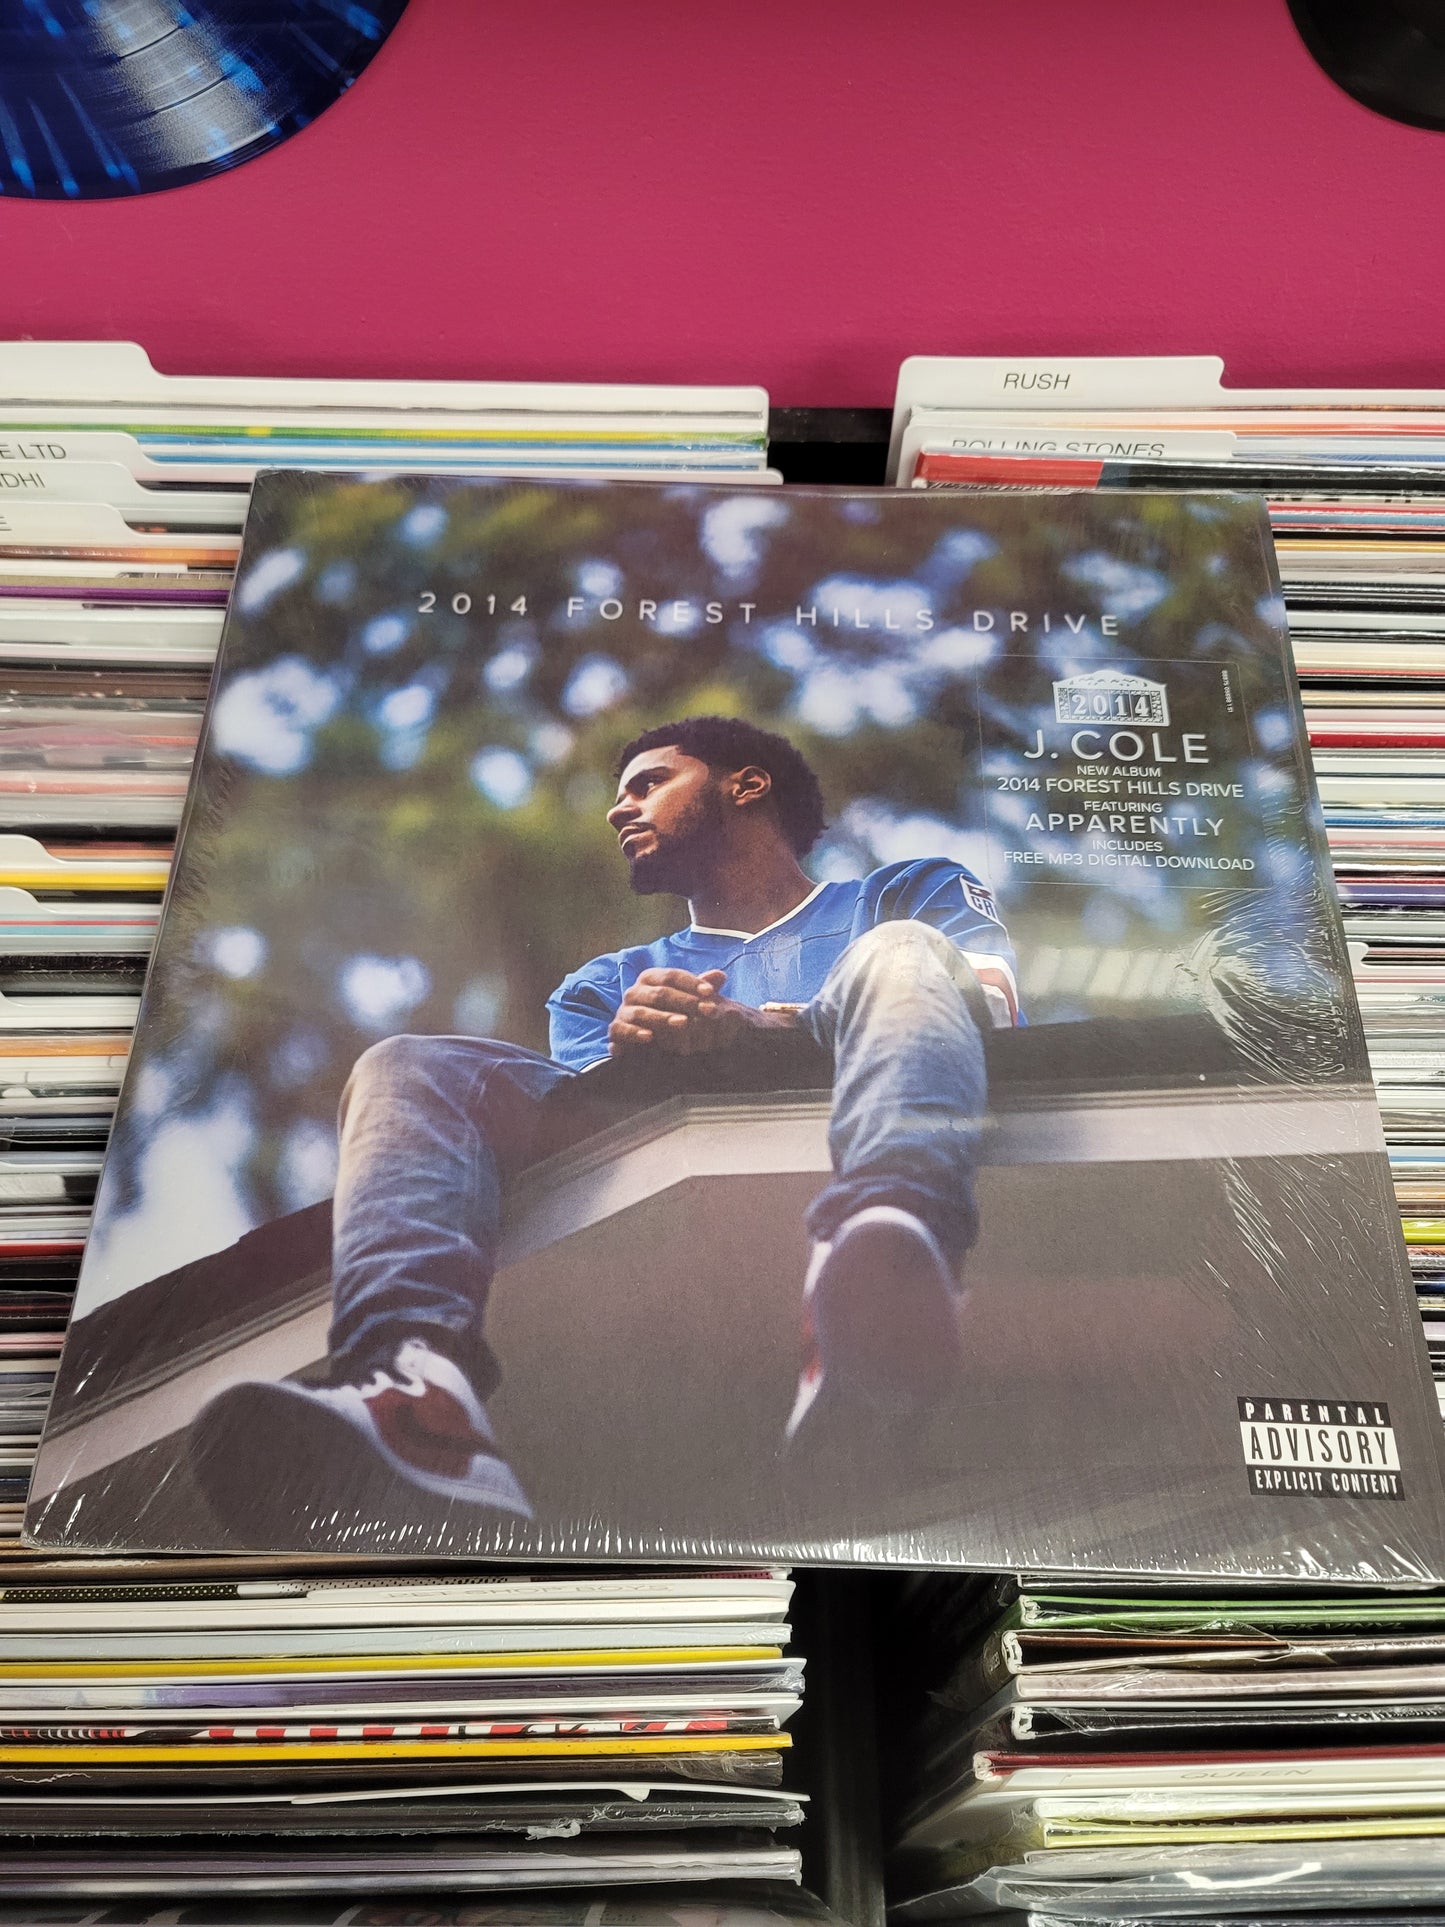 RUSH
ROLLING STONES
E LTD
DHI
E
2014 FOREST HILLS DRIVE
2014
J. COLE
NEW ALBUM
2014 FOREST HILLS DRIVE
FEATURING
APPARENTLY
INCLUDES
FREE MP3 DIGITAL DOWNLOAD
PARENTAL
ADVISORY
EXPLICIT CONTENT
PET SHOP BOYS
QUEEN